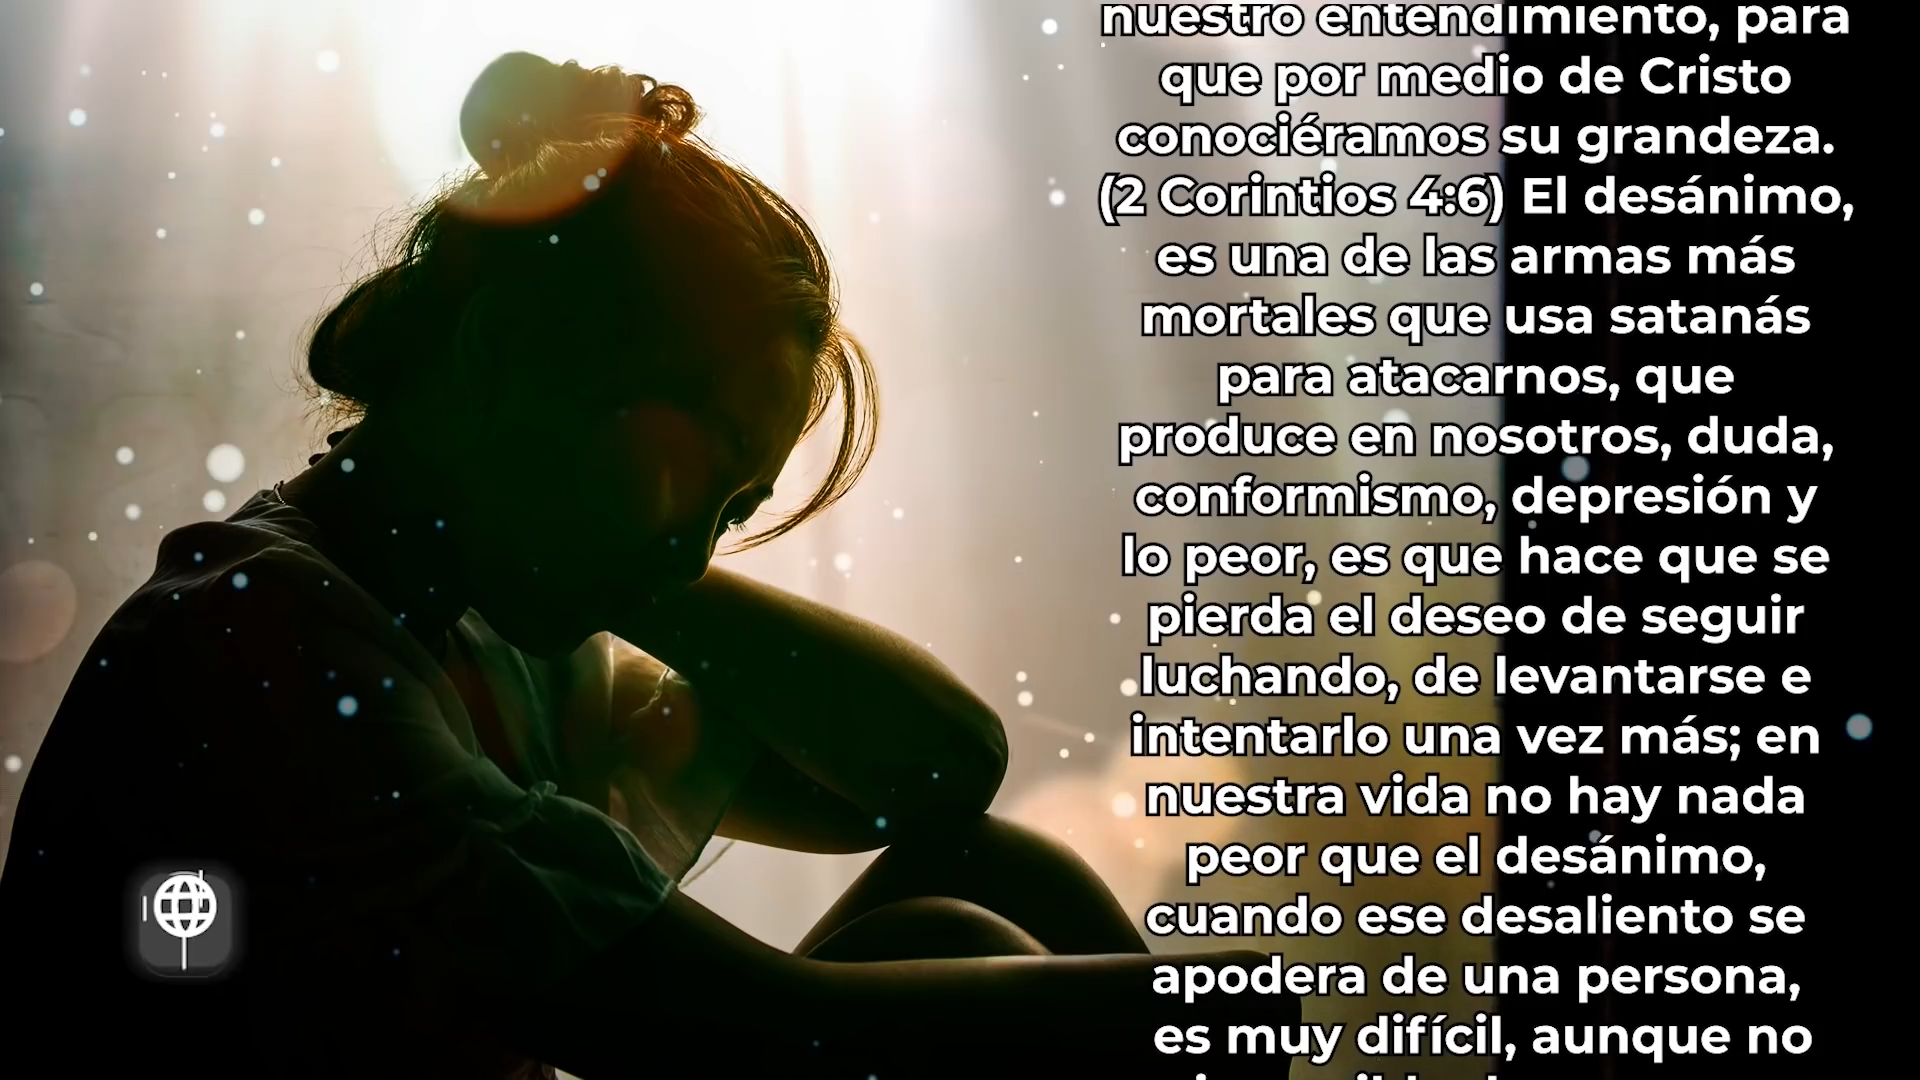 nuestro entendimiento, para
que por medio de Cristo
conociéramos su grandeza.
(2 Corintios 4:6) El desánimo,
es una de las armas más
mortales que usa satanás
para atacarnos, que
produce en nosotros, duda,
conformismo, depresión y
lo peor, es que hace que se
pierda el deseo de seguir
luchando, de levantarse e
intentarlo una vez más; en
nuestra vida no hay nada
peor que el desánimo,
cuando ese desaliento se
apodera de una persona,
es muy difícil, aunque no